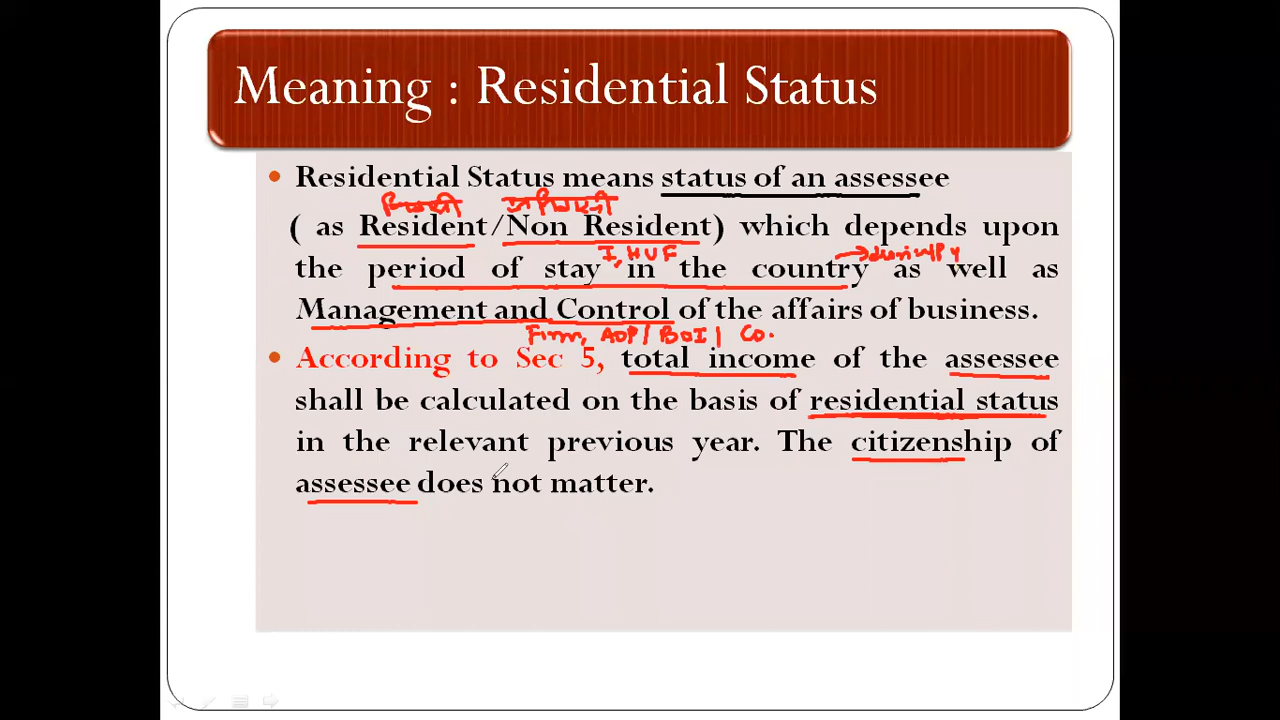 Meaning : Residential Status
• Residential Status means status of an assessee
निवासी अनिवासी
( as Resident/Non Resident) which depends upon
I, HUF
the period of stay in the country as well as
Management and Control of the affairs of business.
Firm, AOP/BOI/ Co.
• According to Sec 5, total income of the assessee
shall be calculated on the basis of residential status
in the relevant previous year. The citizenship of
assessee does not matter.